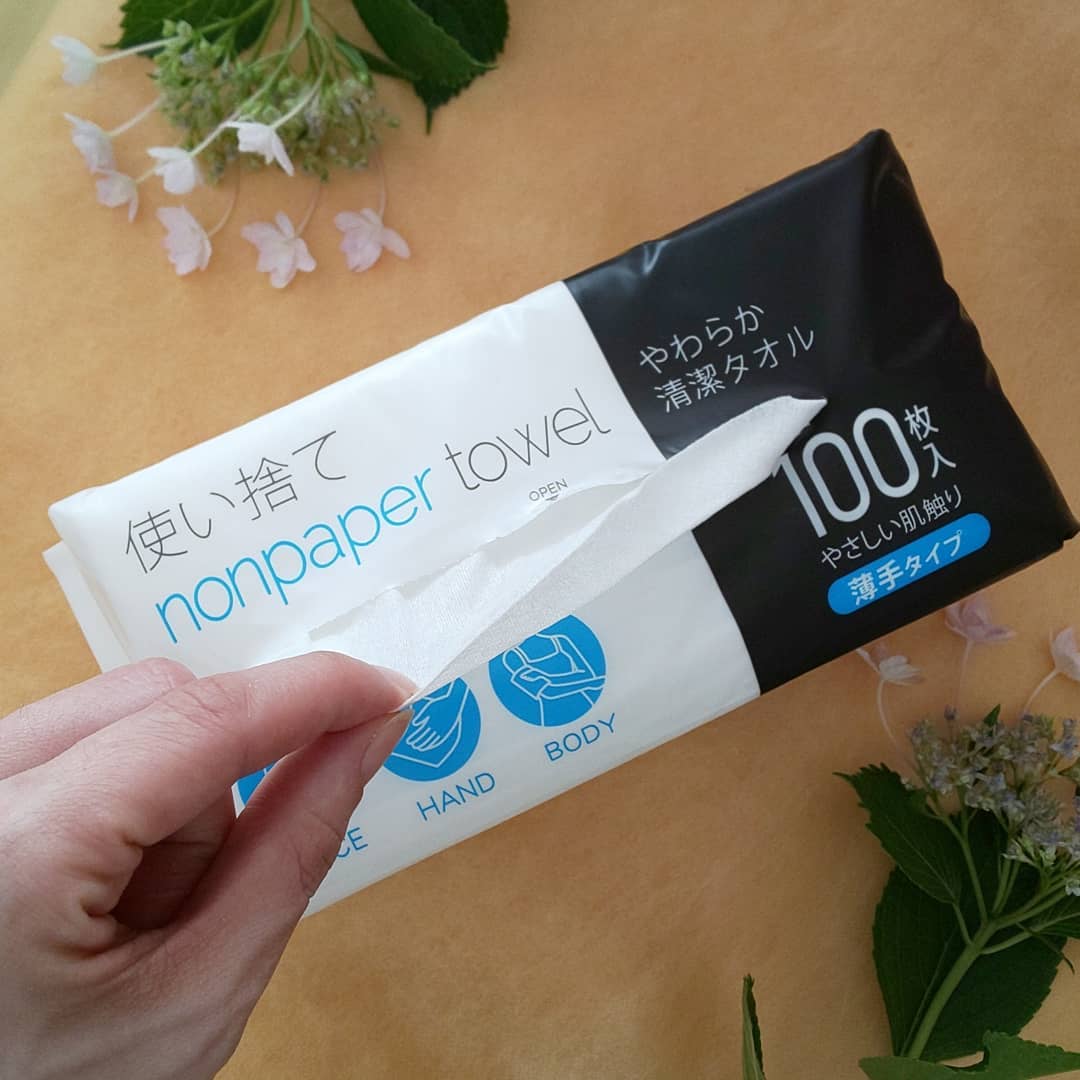 使い捨て
nonpaper towel
OPEN
HAND
BODY
やわらか
清潔タオル
100枚入
やさしい肌触り
薄手タイプ